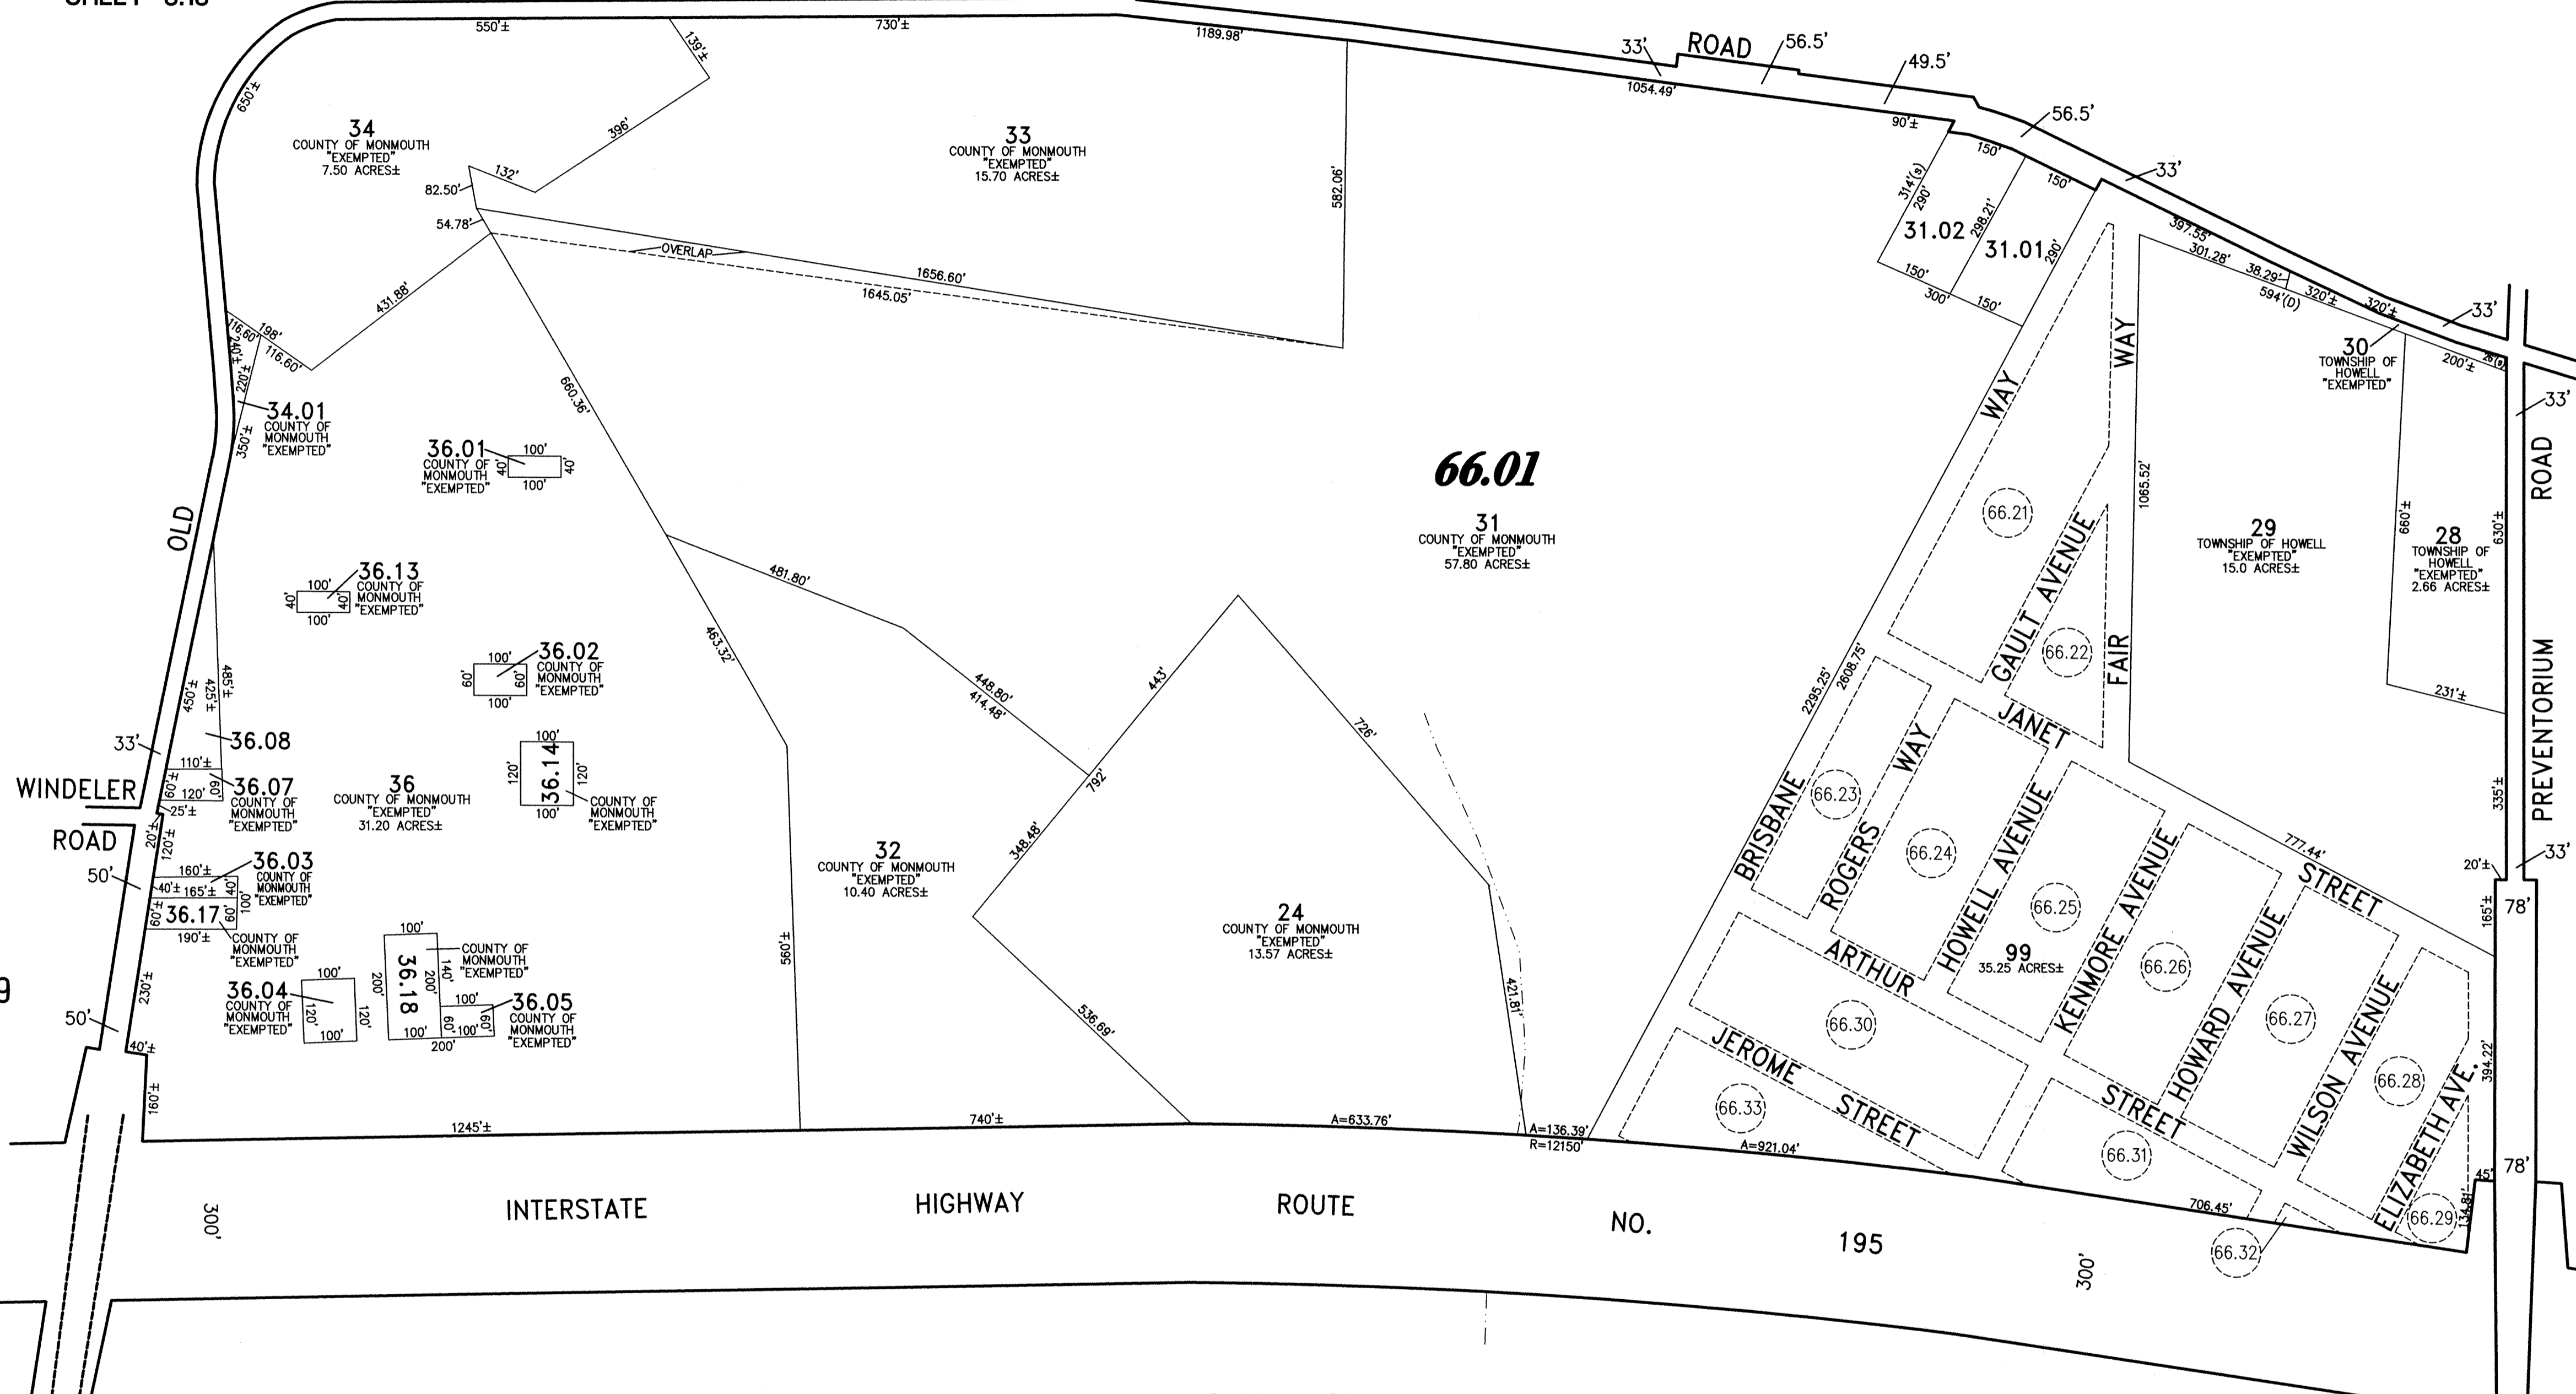 550'±
730'±
1189.98'
139'±
650'±
33'
ROAD
56.5'
49.5'
1054.49'
90'±
56.5'
34
COUNTY OF MONMOUTH
"EXEMPTED"
7.50 ACRES±
396'
33
COUNTY OF MONMOUTH
"EXEMPTED"
15.70 ACRES±
132'
82.50'
54.78'
582.06'
150'
150'
33'
314'(s)
290'
31.02
298.21'
31.01
290'
150'
300'
150'
397.55'
301.28'
38.29'
594'(D)
320'±
320'±
33'
OVERLAP
1656.60'
1645.05'
431.88'
198'
116.60'
116.60'
240'±
220'±
350'±
34.01
COUNTY OF
MONMOUTH
"EXEMPTED"
30
TOWNSHIP OF
HOWELL
"EXEMPTED"
200'±
26'(s)
33'
WAY
WAY
660.36'
36.01
COUNTY OF
MONMOUTH
"EXEMPTED"
100'
40'
40'
100'
66.01
31
COUNTY OF MONMOUTH
"EXEMPTED"
57.80 ACRES±
66.21
1065.52'
29
TOWNSHIP OF HOWELL
"EXEMPTED"
15.0 ACRES±
660'±
28
TOWNSHIP OF
HOWELL
"EXEMPTED"
2.66 ACRES±
630'±
ROAD
OLD
36.13
COUNTY OF
MONMOUTH
"EXEMPTED"
100'
40'
40'
100'
481.80'
463.32'
GAULT AVENUE
66.22
FAIR
36.02
COUNTY OF
MONMOUTH
"EXEMPTED"
100'
60'
60'
100'
448.80'
414.48'
443'
726'
792'
2295.25'
2608.75'
231'±
JANET
PREVENTORIUM
485'±
425'±
450'±
36.08
33'
110'±
36.07
COUNTY OF
MONMOUTH
"EXEMPTED"
60'±
60'
120'
25'±
WINDELER
ROAD
20'±
120'±
36
COUNTY OF MONMOUTH
"EXEMPTED"
31.20 ACRES±
100'
120'
36.14
120'
100'
COUNTY OF
MONMOUTH
"EXEMPTED"
348.48'
BRISBANE
66.23
WAY
ROGERS
66.24
HOWELL AVENUE
335'±
777.44'
STREET
20'±
33'
36.03
COUNTY OF
MONMOUTH
"EXEMPTED"
50'
160'±
40'±
165'±
40'
100'
60'±
36.17
60'
190'±
COUNTY OF
MONMOUTH
"EXEMPTED"
32
COUNTY OF MONMOUTH
"EXEMPTED"
10.40 ACRES±
24
COUNTY OF MONMOUTH
"EXEMPTED"
13.57 ACRES±
66.25
KENMORE AVENUE
99
35.25 ACRES±
66.26
HOWARD AVENUE
165'±
78'
ARTHUR
560'±
421.81'
536.69'
9
230'±
50'
40'±
160'±
36.04
COUNTY OF
MONMOUTH
"EXEMPTED"
100'
120'
120'
100'
100'
200'
36.18
200'
140'
100'
COUNTY OF
MONMOUTH
"EXEMPTED"
100'
36.05
COUNTY OF
MONMOUTH
"EXEMPTED"
60'
60'
100'
200'
66.30
66.27
WILSON AVENUE
66.28
394.22'
JEROME
STREET
66.33
STREET
66.31
ELIZABETH AVE.
66.29
45'
78'
134.81'
1245'±
740'±
A=633.76'
A=136.39'
R=12150'
A=921.04'
706.45'
66.32
300'
INTERSTATE
HIGHWAY
ROUTE
NO.
195
300'